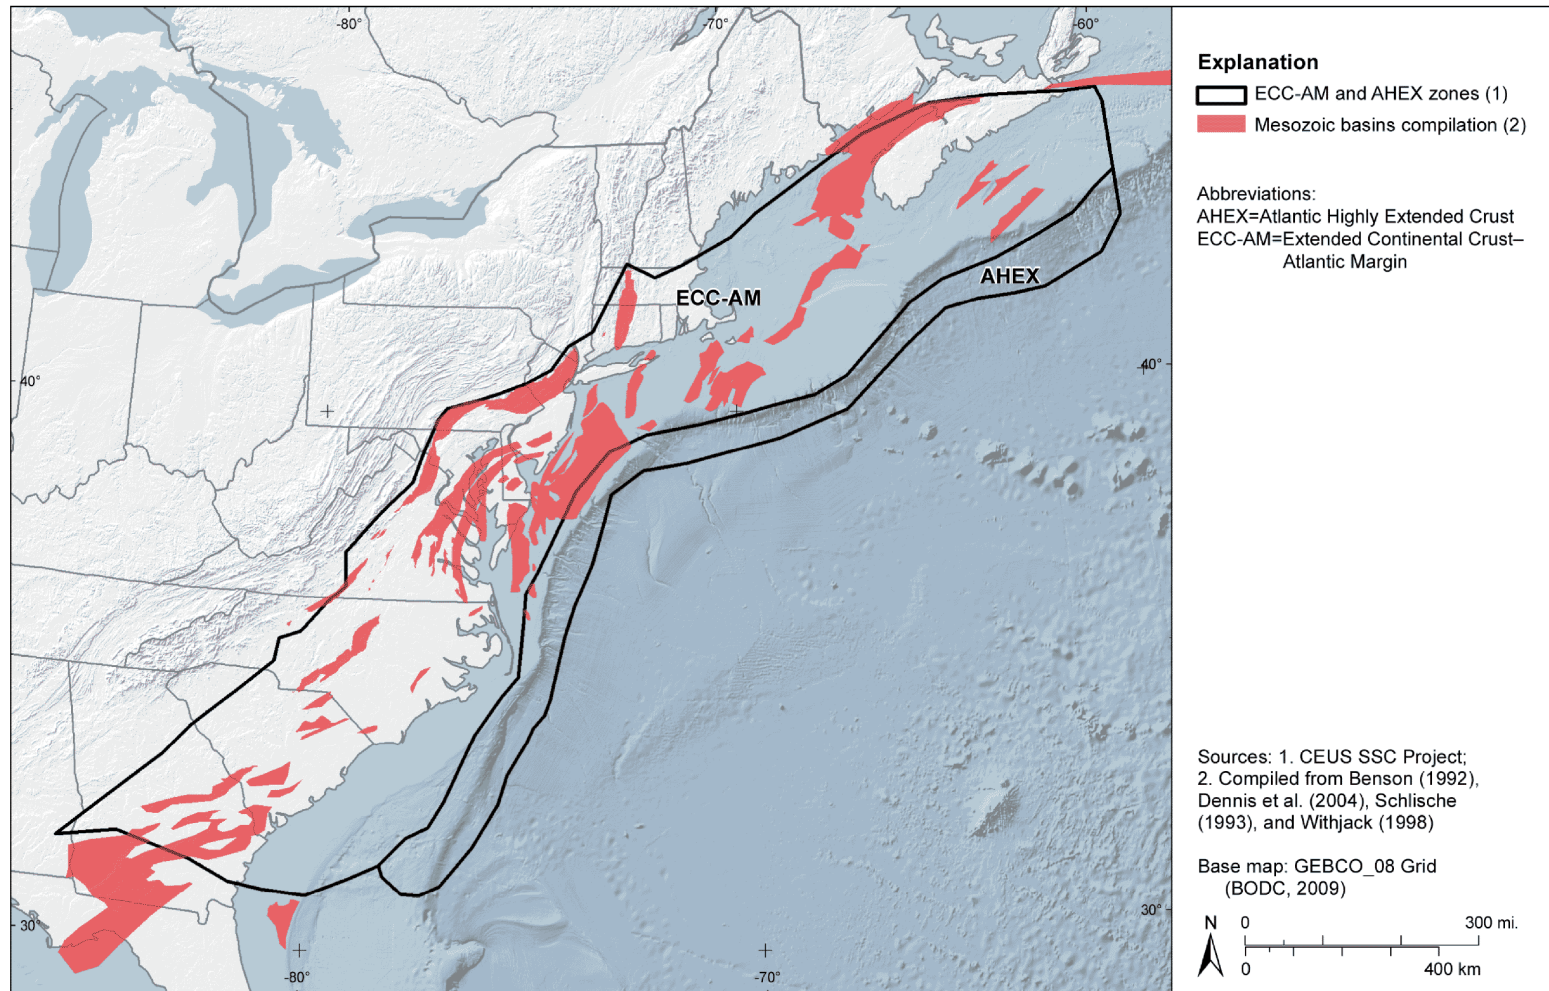 -80°
-70°
-60°
ECC-AM
AHEX
40°
40°
30°
30°
-80°
-70°
Explanation
ECC-AM and AHEX zones (1)
Mesozoic basins compilation (2)
Abbreviations:
AHEX=Atlantic Highly Extended Crust
ECC-AM=Extended Continental Crust–
Atlantic Margin
Sources: 1. CEUS SSC Project;
2. Compiled from Benson (1992),
Dennis et al. (2004), Schlische
(1993), and Withjack (1998)
Base map: GEBCO_08 Grid
(BODC, 2009)
N
0 300 mi.
0 400 km